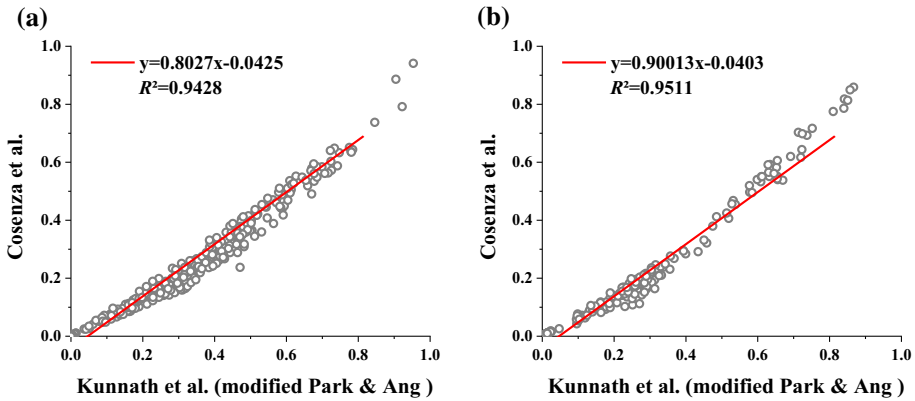 (a)
y=0.8027x-0.0425
R²=0.9428
1.0
0.8
0.6
0.4
0.2
0.0
0.0 0.2 0.4 0.6 0.8 1.0
Cosenza et al.
Kunnath et al. (modified Park & Ang )
(b)
y=0.90013x-0.0403
R²=0.9511
1.0
0.8
0.6
0.4
0.2
0.0
0.0 0.2 0.4 0.6 0.8 1.0
Cosenza et al.
Kunnath et al. (modified Park & Ang )